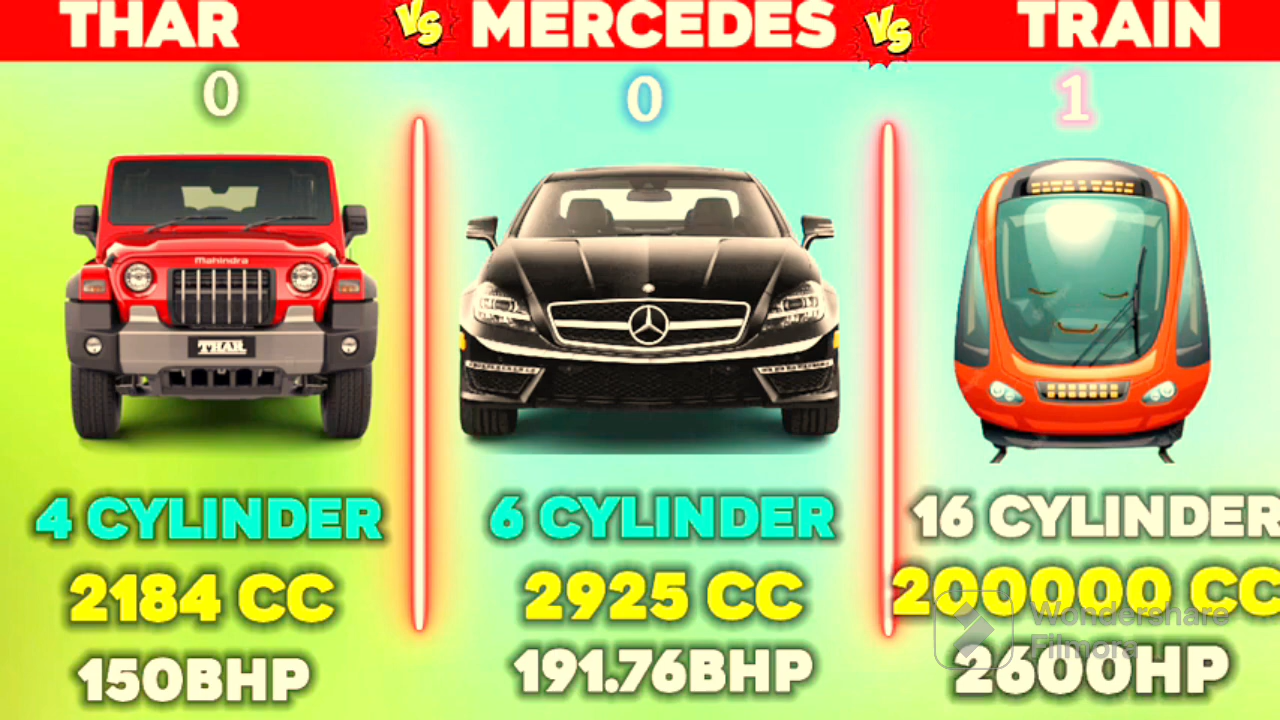 THAR VS MERCEDES VS TRAIN
0 0 1
Mahindra
THAR
4 CYLINDER 6 CYLINDER 16 CYLINDER
2184 CC 2925 CC 200000 CC
150BHP 191.76BHP 2600HP
Wondershare
Filmora